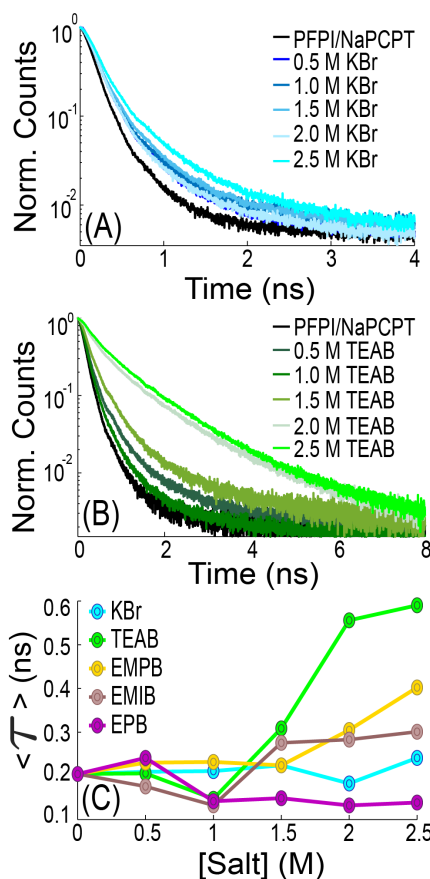 10⁰
10⁻¹
10⁻²
Norm. Counts
PFPI/NaPCPT
0.5 M KBr
1.0 M KBr
1.5 M KBr
2.0 M KBr
2.5 M KBr
(A)
0 1 2 3 4
Time (ns)
10⁰
10⁻¹
10⁻²
Norm. Counts
PFPI/NaPCPT
0.5 M TEAB
1.0 M TEAB
1.5 M TEAB
2.0 M TEAB
2.5 M TEAB
(B)
0 2 4 6 8
Time (ns)
0.6
0.5
0.4
0.3
0.2
0.1
<τ> (ns)
KBr
TEAB
EMPB
EMIB
EPB
(C)
0 0.5 1 1.5 2 2.5
[Salt] (M)